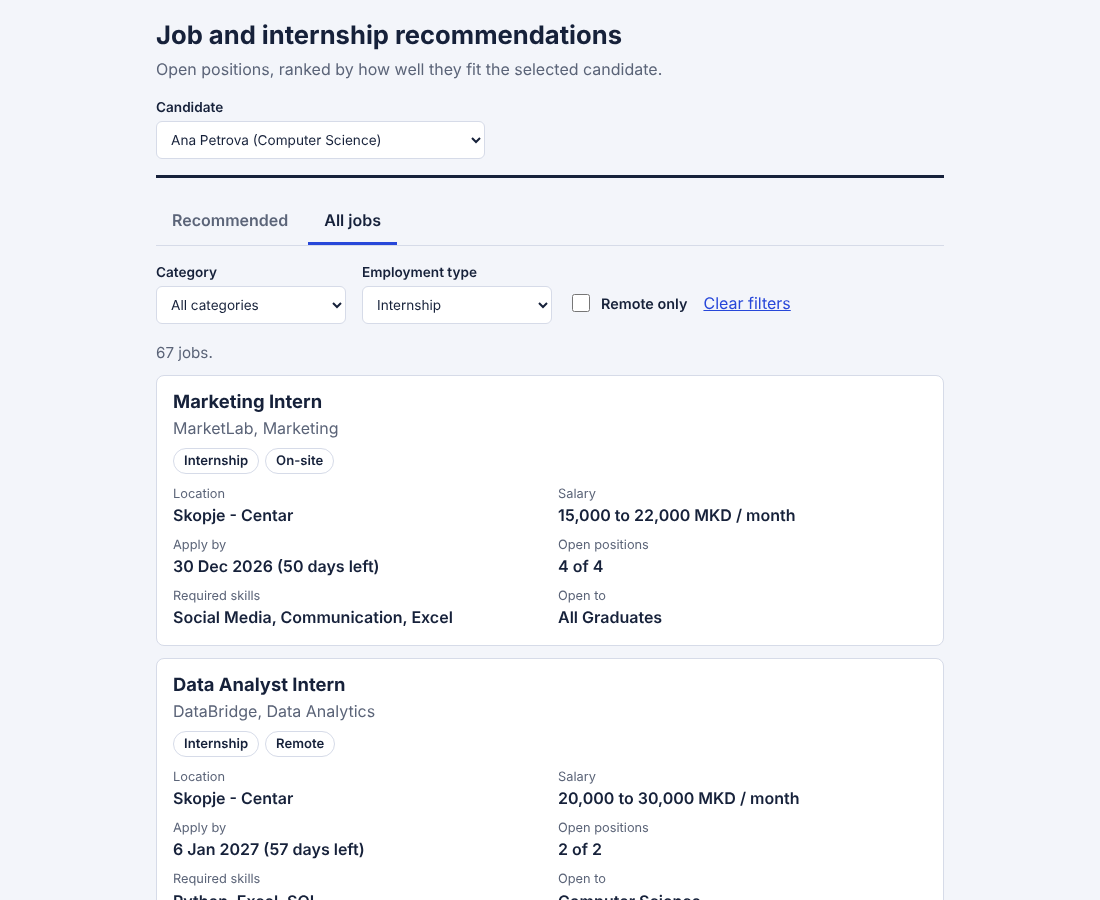 Job and internship recommendations
Open positions, ranked by how well they fit the selected candidate.
Candidate
Ana Petrova (Computer Science)
Recommended All jobs
Category Employment type
All categories Internship Remote only Clear filters
67 jobs.
Marketing Intern
MarketLab, Marketing
Internship On-site
Location Salary
Skopje - Centar 15,000 to 22,000 MKD / month
Apply by Open positions
30 Dec 2026 (50 days left) 4 of 4
Required skills Open to
Social Media, Communication, Excel All Graduates
Data Analyst Intern
DataBridge, Data Analytics
Internship Remote
Location Salary
Skopje - Centar 20,000 to 30,000 MKD / month
Apply by Open positions
6 Jan 2027 (57 days left) 2 of 2
Required skills Open to
Python, Excel, SQL Computer Science